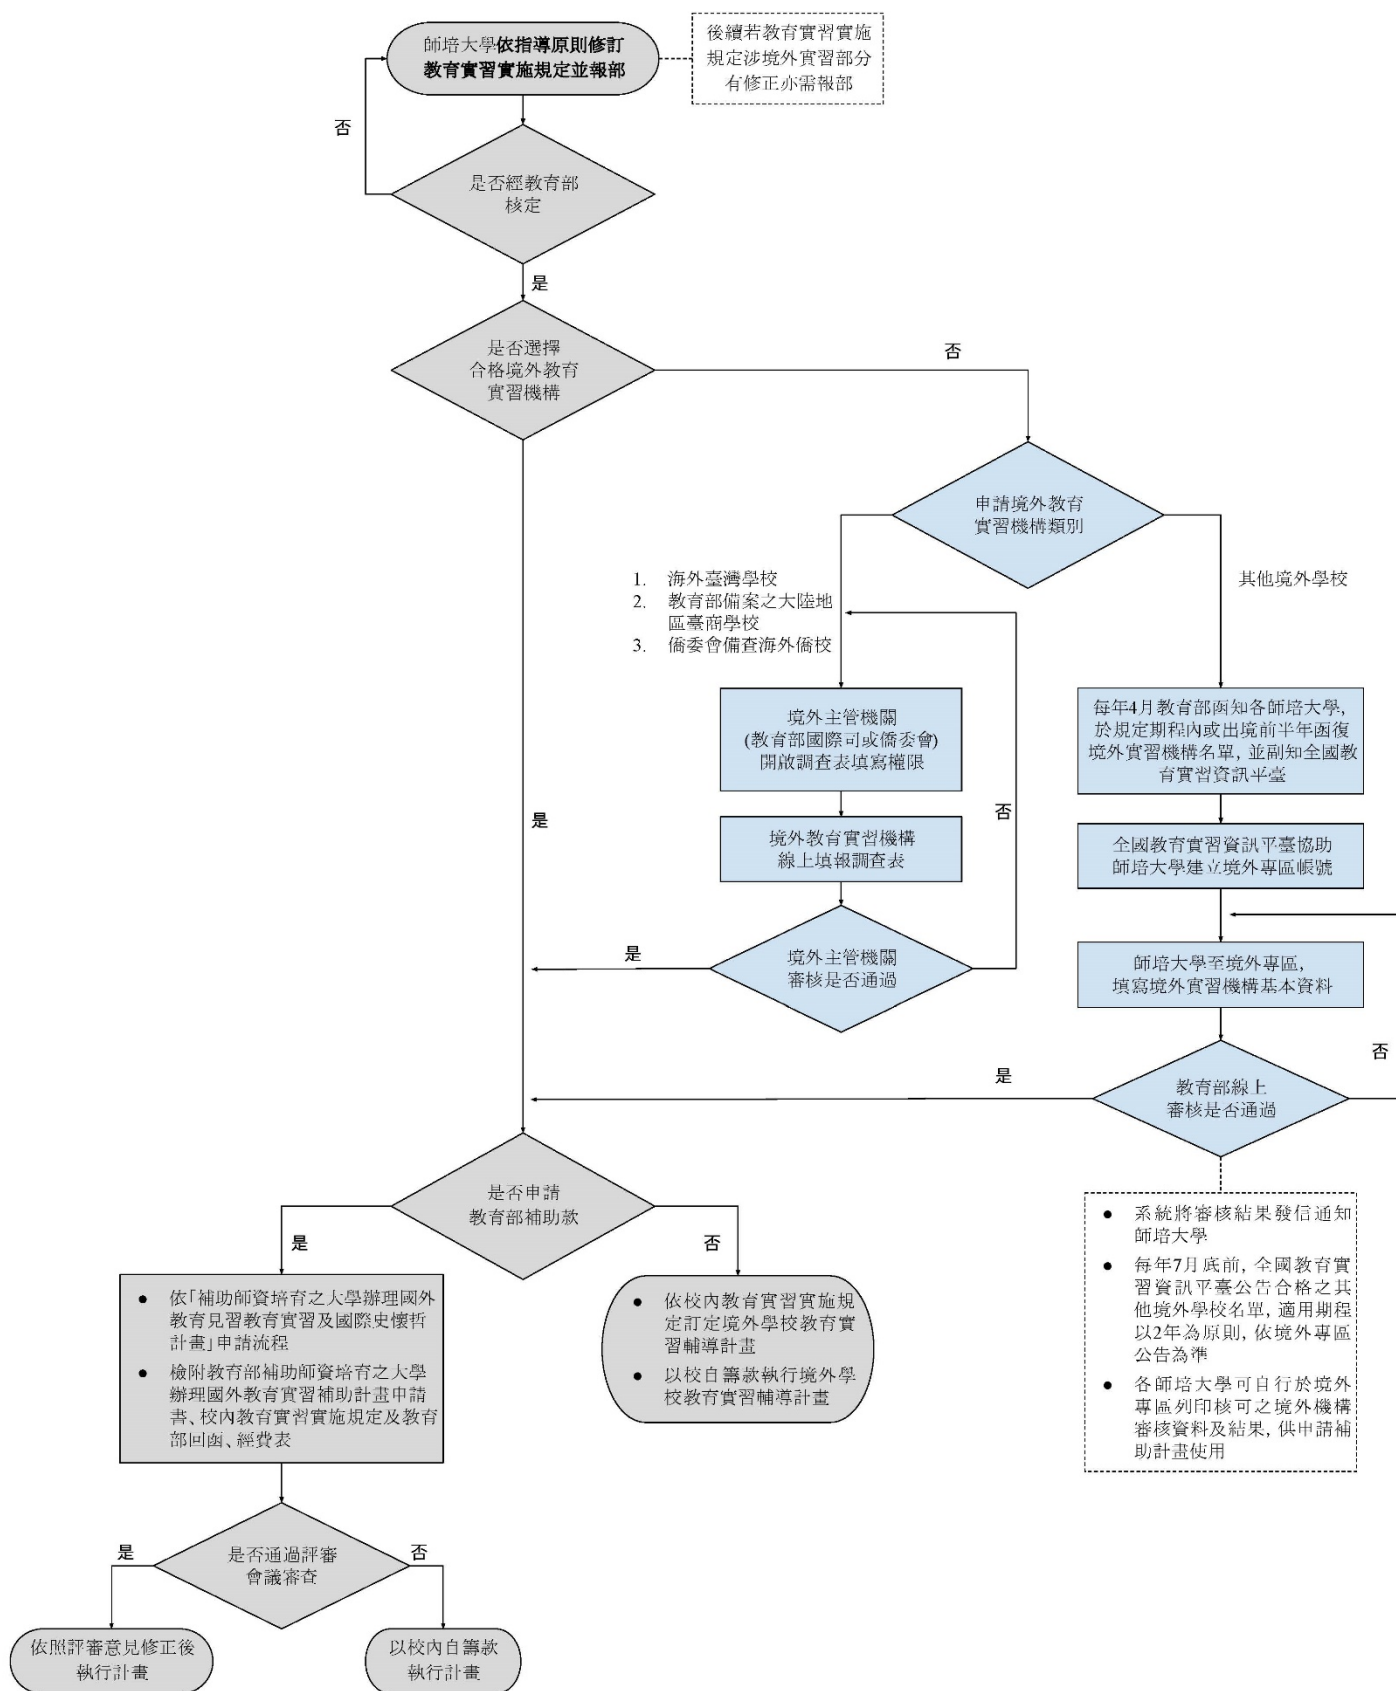 師培大學依指導原則修訂
教育實習實施規定並報部
後續若教育實習實施
規定涉境外實習部分
有修正亦需報部
否
是否經教育部
核定
是
是否選擇
合格境外教育
實習機構
否
申請境外教育
實習機構類別
1. 海外臺灣學校
2. 教育部備案之大陸地
區臺商學校
3. 僑委會備查海外僑校
其他境外學校
境外主管機關
(教育部國際司或僑委會)
開啟調查表填寫權限
每年4月教育部函知各師培大學,
於規定期程內或出境前半年函復
境外實習機構名單, 並副知全國教
育實習資訊平臺
否
是
境外教育實習機構
線上填報調查表
全國教育實習資訊平臺協助
師培大學建立境外專區帳號
是
境外主管機關
審核是否通過
師培大學至境外專區,
填寫境外實習機構基本資料
否
是
教育部線上
審核是否通過
是否申請
教育部補助款
是
否
● 系統將審核結果發信通知
師培大學
● 每年7月底前, 全國教育實
習資訊平臺公告合格之其
他境外學校名單, 適用期程
以2年為原則, 依境外專區
公告為準
● 各師培大學可自行於境外
專區列印核可之境外機構
審核資料及結果, 供申請補
助計畫使用
● 依「補助師資培育之大學辦理國外
教育見習教育實習及國際史懷哲
計畫」申請流程
● 檢附教育部補助師資培育之大學
辦理國外教育實習補助計畫申請
書、校內教育實習實施規定及教育
部回函、經費表
● 依校內教育實習實施規
定訂定境外學校教育實
習輔導計畫
● 以校自籌款執行境外學
校教育實習輔導計畫
是
是否通過評審
會議審查
否
依照評審意見修正後
執行計畫
以校內自籌款
執行計畫